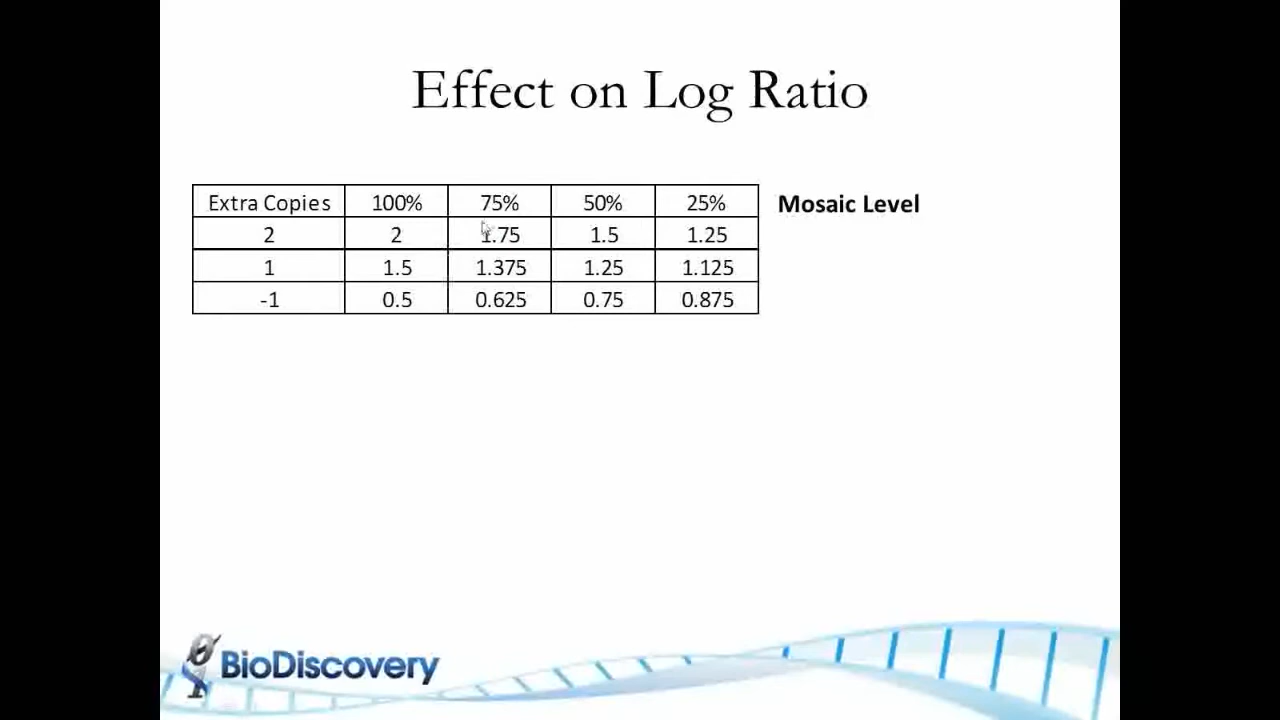 Effect on Log Ratio
Extra Copies 100% 75% 50% 25% Mosaic Level
2 2 1.75 1.5 1.25
1 1.5 1.375 1.25 1.125
-1 0.5 0.625 0.75 0.875
BioDiscovery